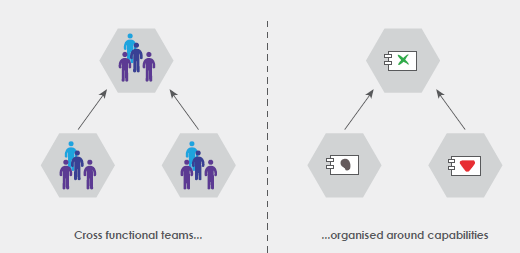 Cross functional teams...
...organised around capabilities